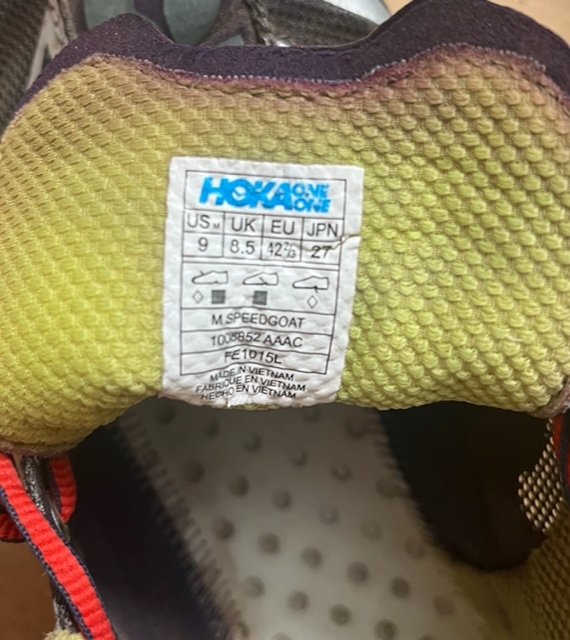 HOKA ONE ONE
US M UK EU JPN
9 8.5 42⅔ 27
M SPEEDGOAT
1008852 AAAC
FE1015L
MADE IN VIETNAM
FABRIQUE EN VIETNAM
HECHO EN VIETNAM